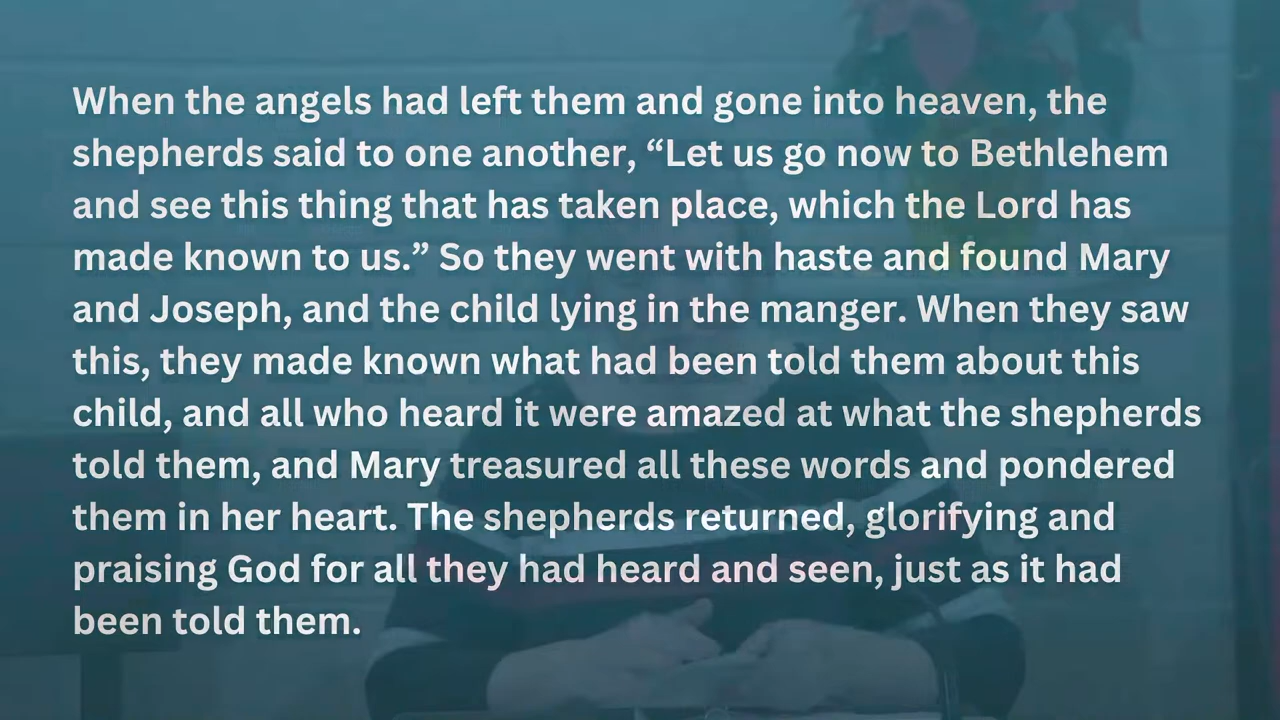 When the angels had left them and gone into heaven, the
shepherds said to one another, “Let us go now to Bethlehem
and see this thing that has taken place, which the Lord has
made known to us.” So they went with haste and found Mary
and Joseph, and the child lying in the manger. When they saw
this, they made known what had been told them about this
child, and all who heard it were amazed at what the shepherds
told them, and Mary treasured all these words and pondered
them in her heart. The shepherds returned, glorifying and
praising God for all they had heard and seen, just as it had
been told them.